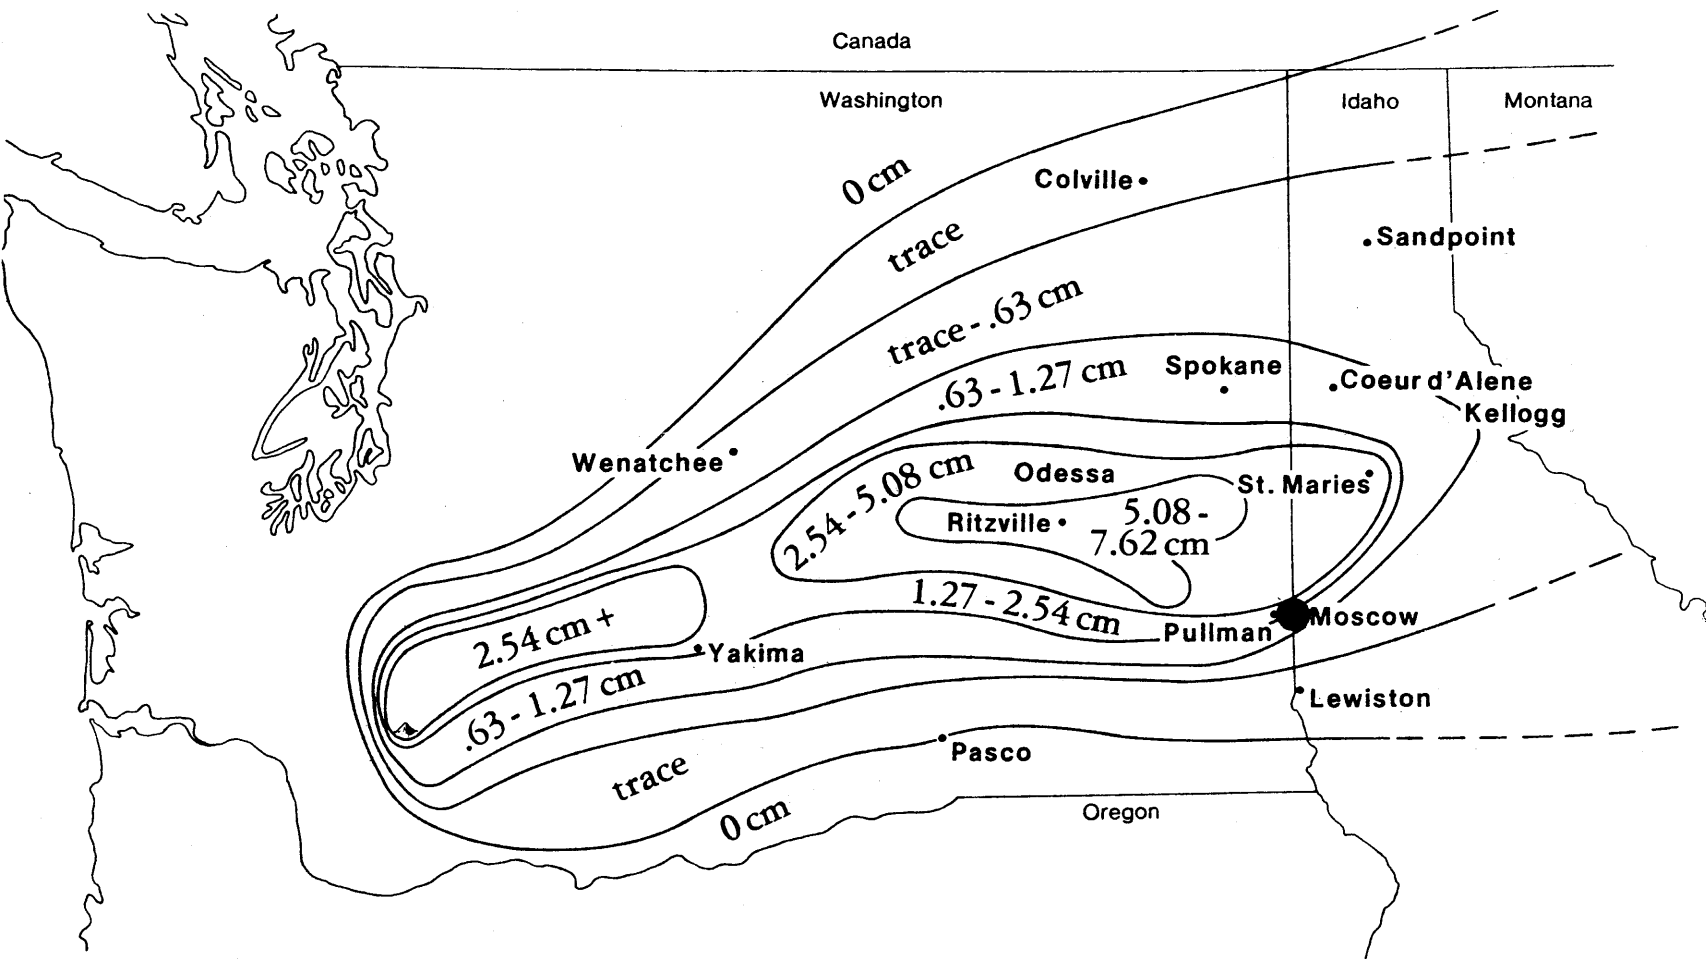 Canada
Washington
Idaho
Montana
0 cm
Colville
trace
Sandpoint
trace - .63 cm
.63 - 1.27 cm
Spokane
Coeur d'Alene
Kellogg
Wenatchee
2.54 - 5.08 cm
Odessa
St. Maries
Ritzville
5.08 -
7.62 cm
1.27 - 2.54 cm
2.54 cm +
Pullman
Moscow
Yakima
.63 - 1.27 cm
Lewiston
Pasco
trace
0 cm
Oregon